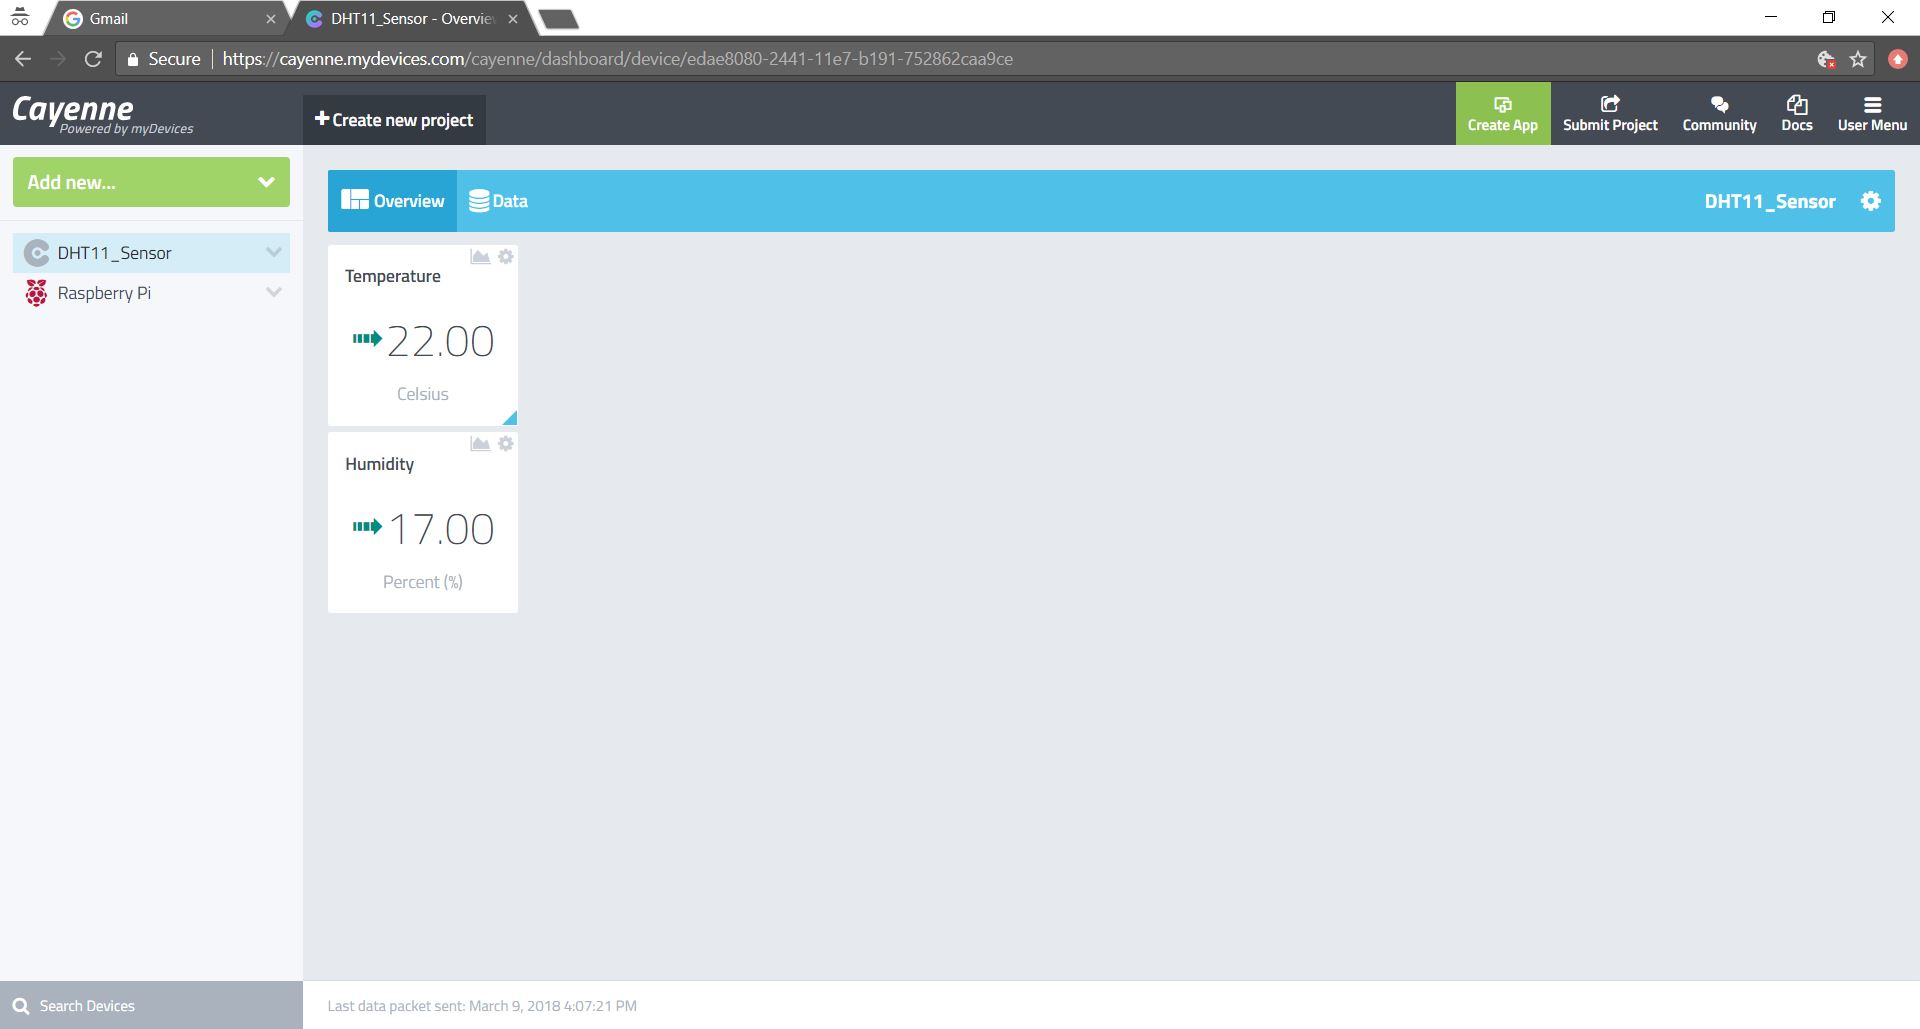 Gmail
DHT11_Sensor - Overvie
Secure
https://cayenne.mydevices.com/cayenne/dashboard/device/edae8080-2441-11e7-b191-752862caa9ce
Cayenne
Powered by myDevices
Create new project
Create App
Submit Project
Community
Docs
User Menu
Add new...
DHT11_Sensor
Raspberry Pi
Overview
Data
DHT11_Sensor
Temperature
22.00
Celsius
Humidity
17.00
Percent (%)
Search Devices
Last data packet sent: March 9, 2018 4:07:21 PM